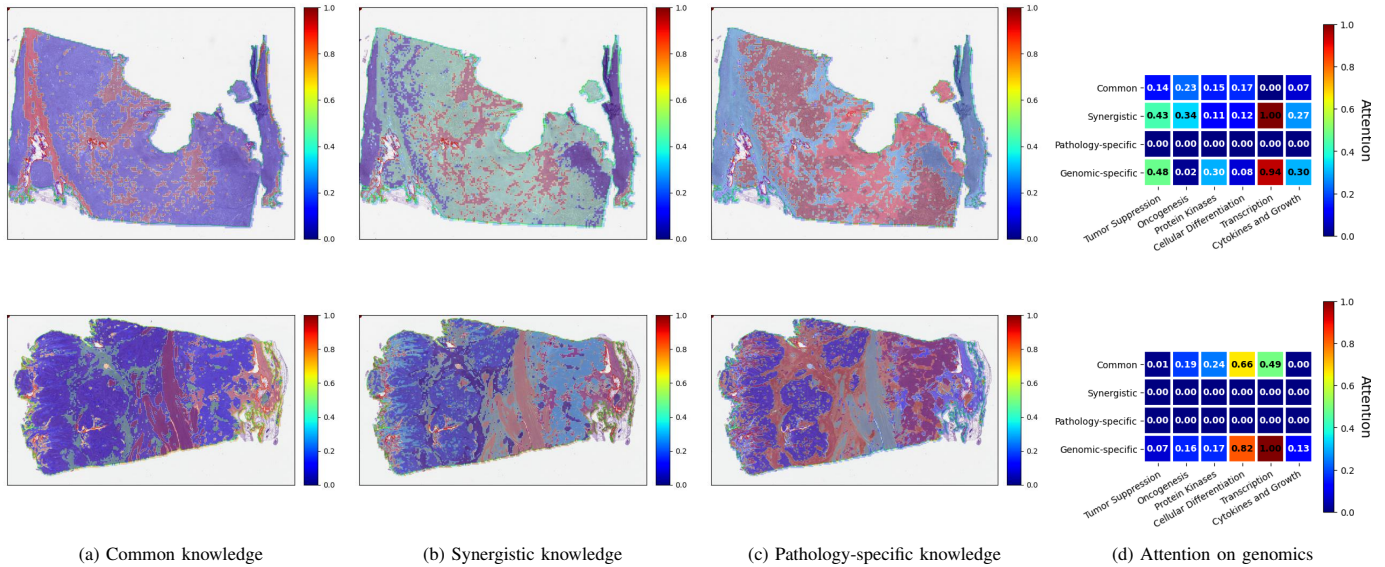 1.0
0.8
0.6
0.4
0.2
0.0
1.0
0.8
0.6
0.4
0.2
0.0
1.0
0.8
0.6
0.4
0.2
0.0
Common 0.14 0.23 0.15 0.17 0.00 0.07
Synergistic 0.43 0.34 0.11 0.12 1.00 0.27
Pathology-specific 0.00 0.00 0.00 0.00 0.00 0.00
Genomic-specific 0.48 0.02 0.30 0.08 0.94 0.30
Tumor Suppression
Oncogenesis
Protein Kinases
Cellular Differentiation
Transcription
Cytokines and Growth
1.0
0.8
0.6
0.4
0.2
0.0
Attention
1.0
0.8
0.6
0.4
0.2
0.0
1.0
0.8
0.6
0.4
0.2
0.0
1.0
0.8
0.6
0.4
0.2
0.0
Common 0.01 0.19 0.24 0.66 0.49 0.00
Synergistic 0.00 0.00 0.00 0.00 0.00 0.00
Pathology-specific 0.00 0.00 0.00 0.00 0.00 0.00
Genomic-specific 0.07 0.16 0.17 0.82 1.00 0.13
Tumor Suppression
Oncogenesis
Protein Kinases
Cellular Differentiation
Transcription
Cytokines and Growth
1.0
0.8
0.6
0.4
0.2
0.0
Attention
(a) Common knowledge
(b) Synergistic knowledge
(c) Pathology-specific knowledge
(d) Attention on genomics